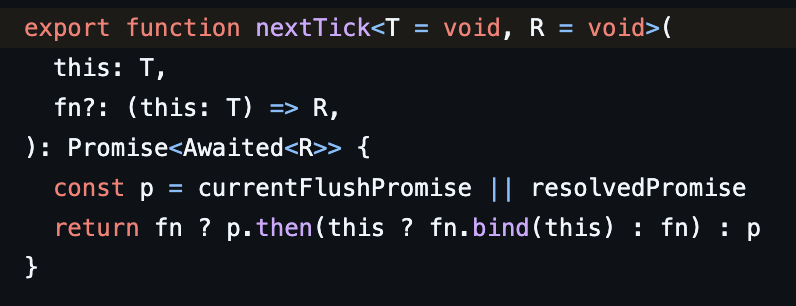 export function nextTick<T = void, R = void>(
  this: T,
  fn?: (this: T) => R,
): Promise<Awaited<R>> {
  const p = currentFlushPromise || resolvedPromise
  return fn ? p.then(this ? fn.bind(this) : fn) : p
}